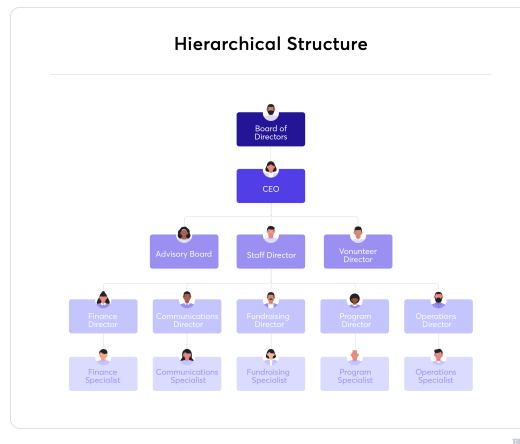 Hierarchical Structure
Board of
Directors
CEO
Advisory Board
Staff Director
Vonunteer
Director
Finance
Director
Communications
Director
Fundraising
Director
Program
Director
Operations
Director
Finance
Specialist
Communications
Specialist
Fundraising
Specialist
Program
Specialist
Operations
Specialist